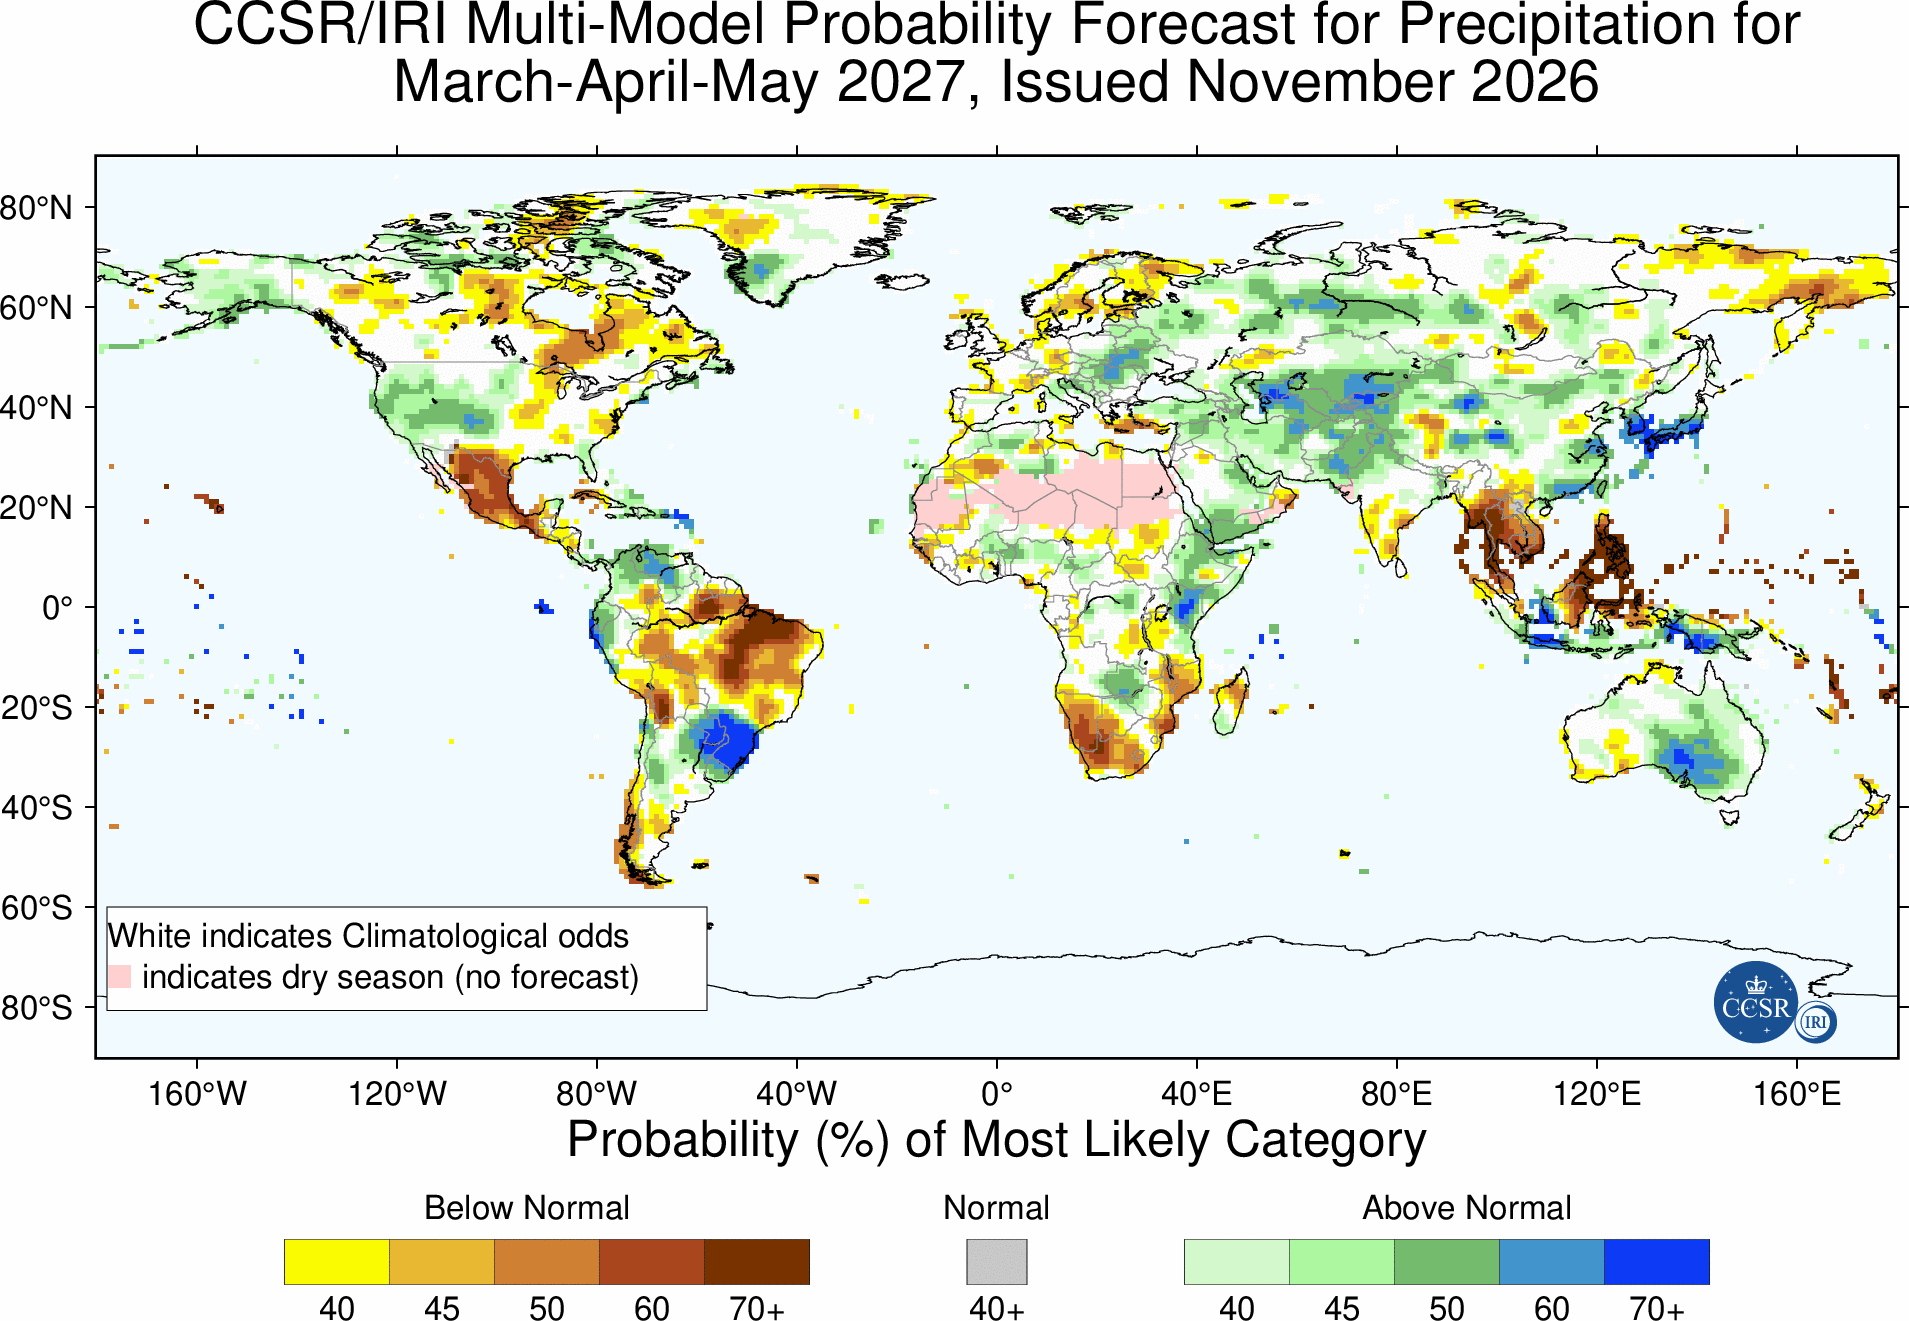 CCSR/IRI Multi-Model Probability Forecast for Precipitation for
March-April-May 2027, Issued November 2026
80°N
60°N
40°N
20°N
0°
20°S
40°S
60°S
80°S
White indicates Climatological odds
indicates dry season (no forecast)
CCSR
IRI
160°W 120°W 80°W 40°W 0° 40°E 80°E 120°E 160°E
Probability (%) of Most Likely Category
Below Normal Normal Above Normal
40 45 50 60 70+ 40+ 40 45 50 60 70+